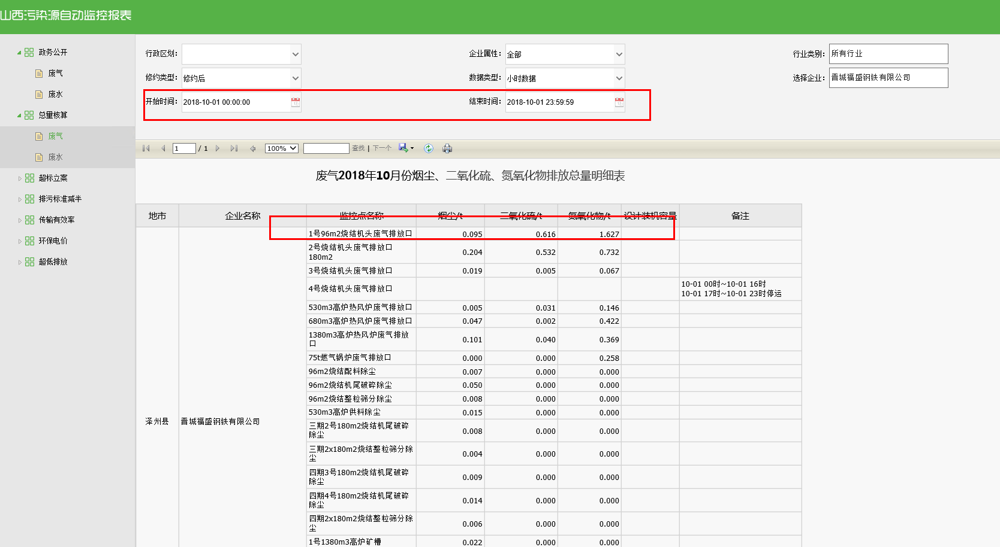 山西污染源自动监控报表
政务公开
废气
废水
总量核算
废气
废水
超标立案
排污标准减半
传输有效率
环保电价
超低排放
行政区划：
企业属性： 全部
行业类别： 所有行业
修约类型： 修约后
数据类型： 小时数据
选择企业： 晋城福盛钢铁有限公司
开始时间： 2018-10-01 00:00:00
结束时间： 2018-10-01 23:59:59
1 / 1 100% 查找 | 下一个
废气2018年10月份烟尘、二氧化硫、氮氧化物排放总量明细表
地市 企业名称 监控点名称 烟尘/t 二氧化硫/t 氮氧化物/t 设计装机容量 备注
泽州县 晋城福盛钢铁有限公司
1号96m2烧结机头废气排放口 0.095 0.616 1.627
2号烧结机头废气排放口
180m2 0.204 0.532 0.732
3号烧结机头废气排放口 0.019 0.005 0.067
4号烧结机头废气排放口
10-01 00时~10-01 16时
10-01 17时~10-01 23时停运
530m3高炉热风炉废气排放口 0.005 0.031 0.146
680m3高炉热风炉废气排放口 0.047 0.002 0.422
1380m3高炉热风炉废气排放
口 0.101 0.040 0.369
75t燃气锅炉废气排放口 0.000 0.000 0.258
96m2烧结配料除尘 0.007 0.000 0.000
96m2烧结机尾破碎除尘 0.050 0.000 0.000
96m2烧结整粒筛分除尘 0.008 0.000 0.000
530m3高炉供料除尘 0.015 0.000 0.000
三期2号180m2烧结机尾破碎
除尘 0.008 0.000 0.000
三期2x180m2烧结整粒筛分除
尘 0.004 0.000 0.000
四期3号180m2烧结机尾破碎
除尘 0.009 0.000 0.000
四期4号180m2烧结机尾破碎
除尘 0.014 0.000 0.000
四期2x180m2烧结整粒筛分除
尘 0.006 0.000 0.000
1号1380m3高炉矿槽 0.022 0.000 0.000